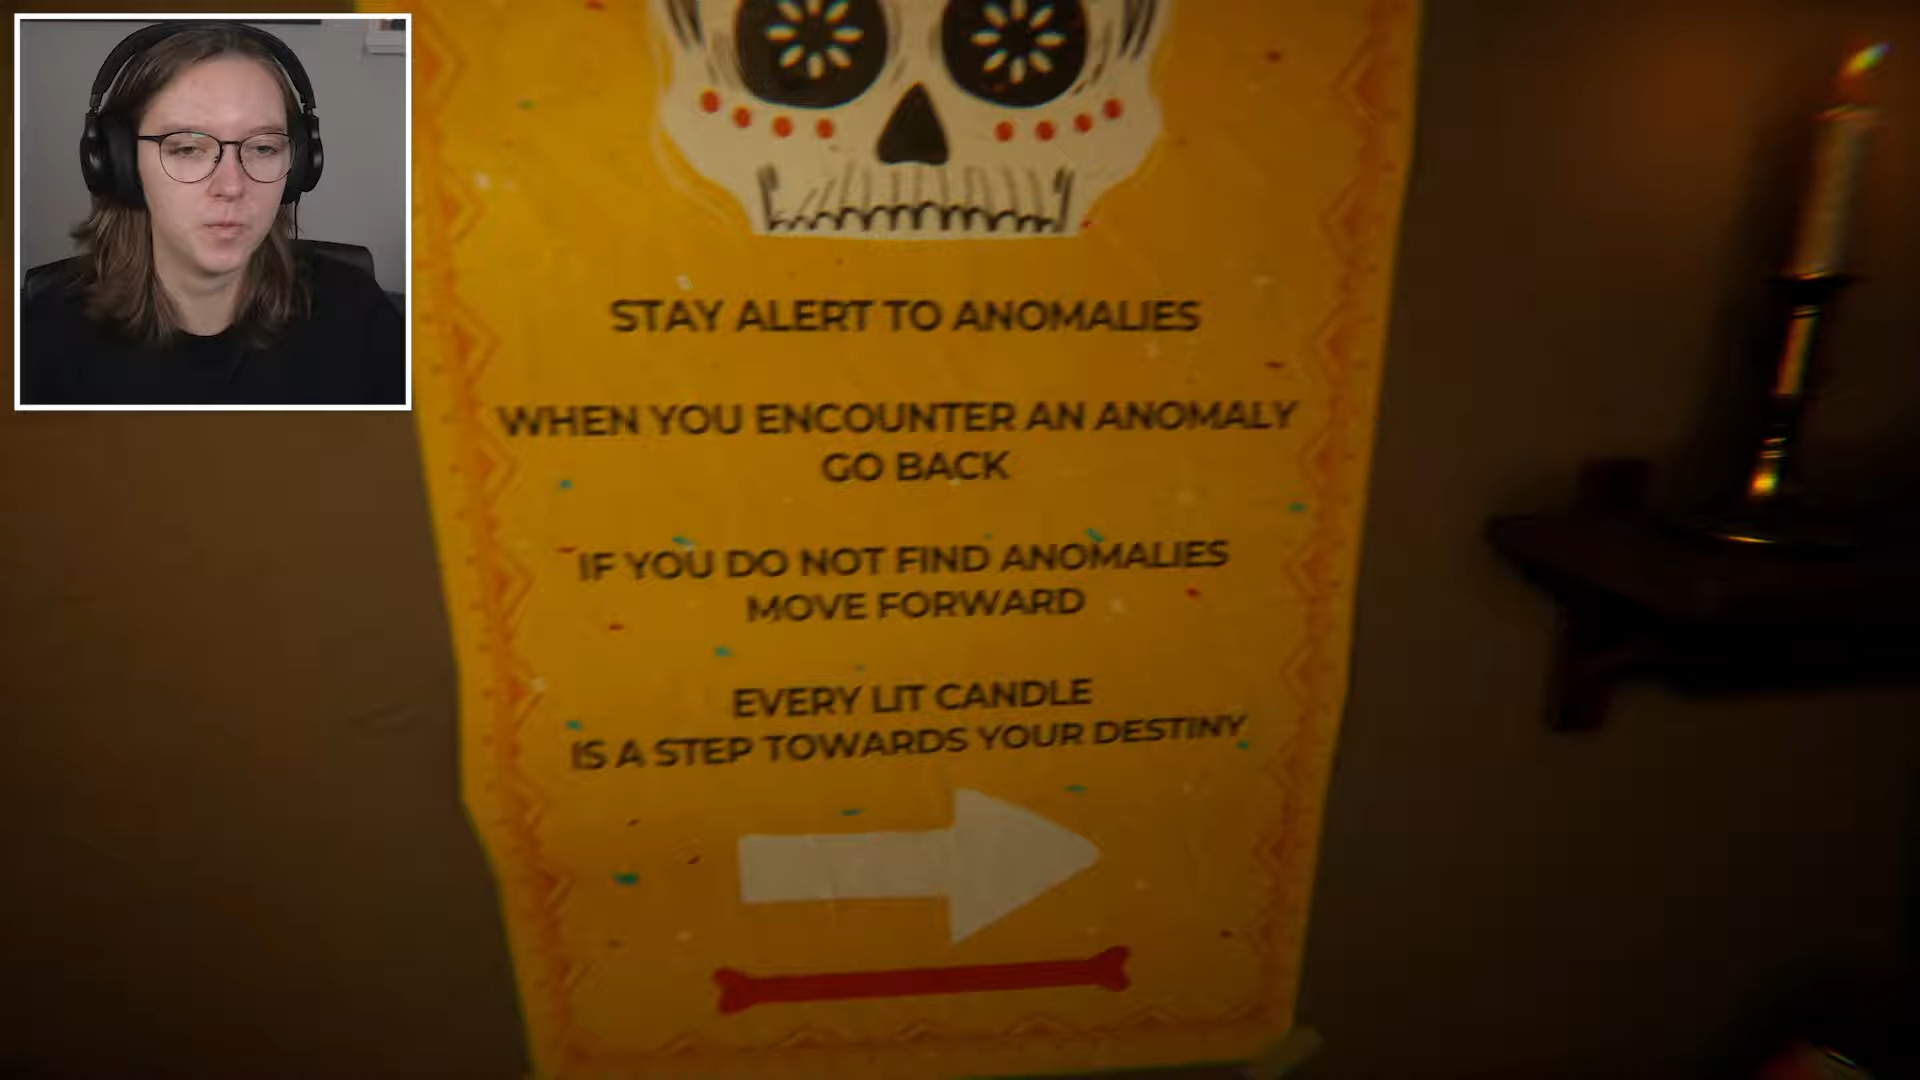 STAY ALERT TO ANOMALIES
WHEN YOU ENCOUNTER AN ANOMALY
GO BACK
IF YOU DO NOT FIND ANOMALIES
MOVE FORWARD
EVERY LIT CANDLE
IS A STEP TOWARDS YOUR DESTINY